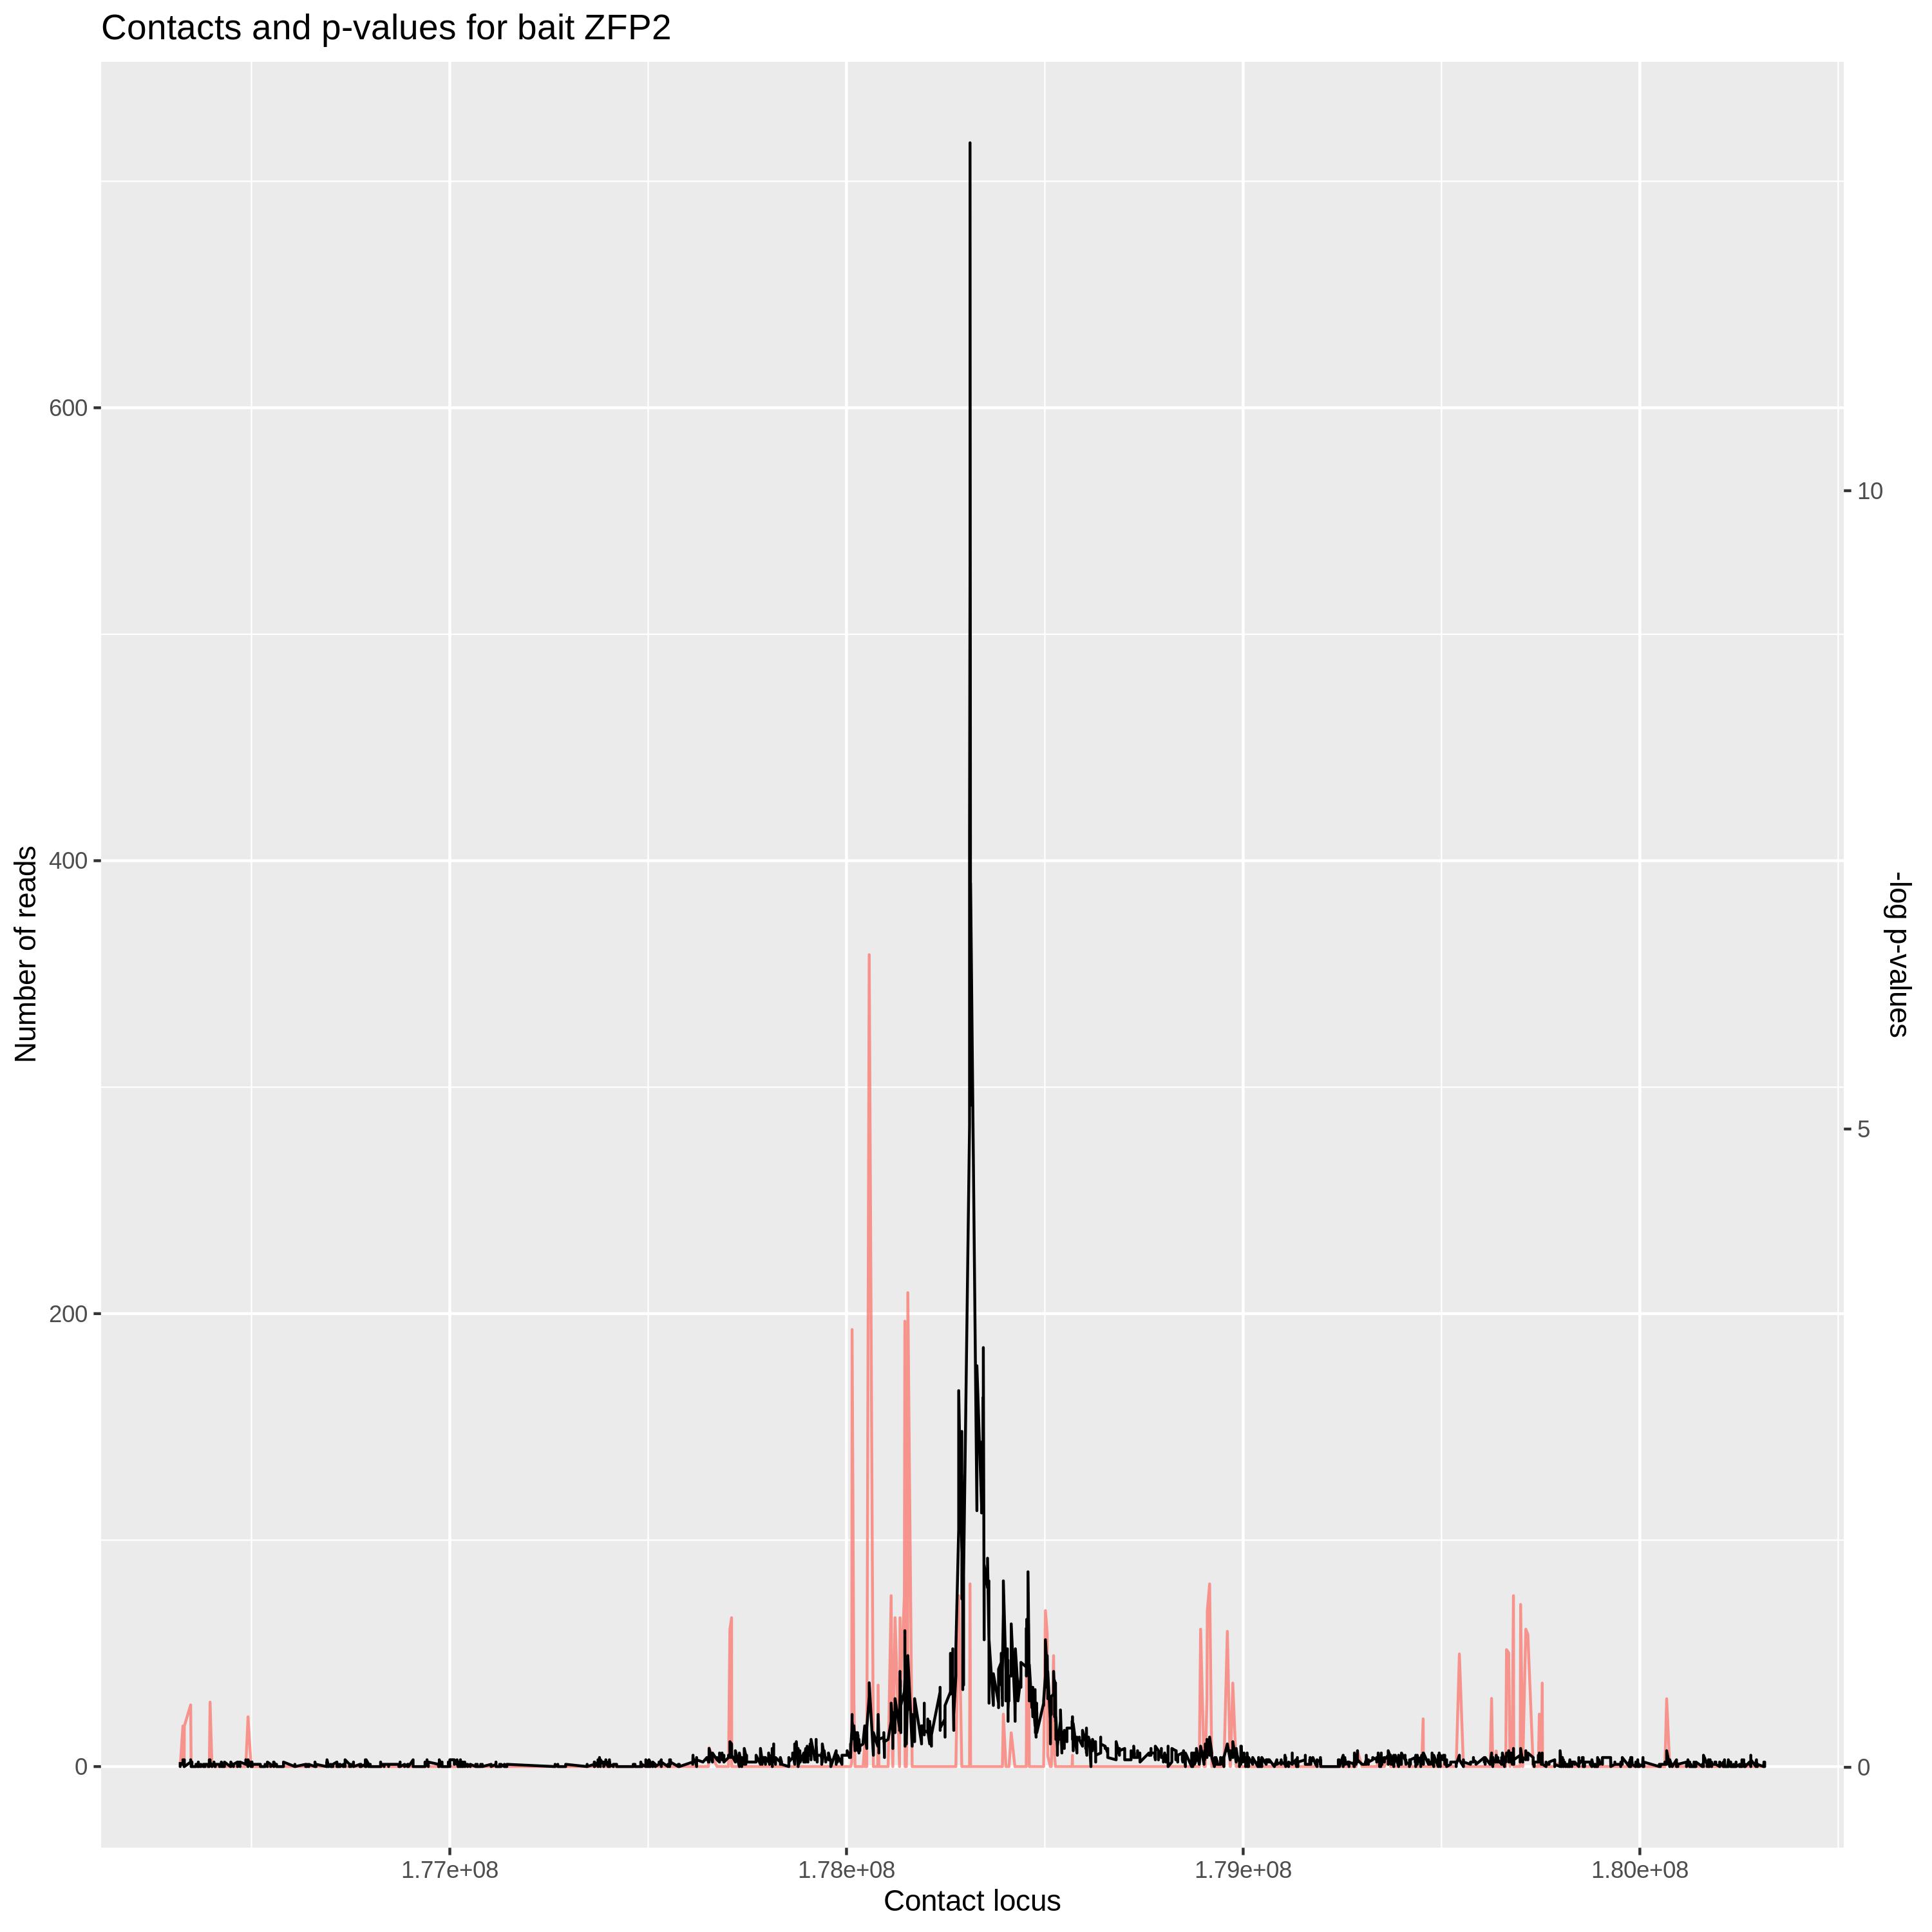 Contacts and p-values for bait ZFP2
Number of reads
600
400
200
0
10
5
0
-log p-values
1.77e+08
1.78e+08
1.79e+08
1.80e+08
Contact locus